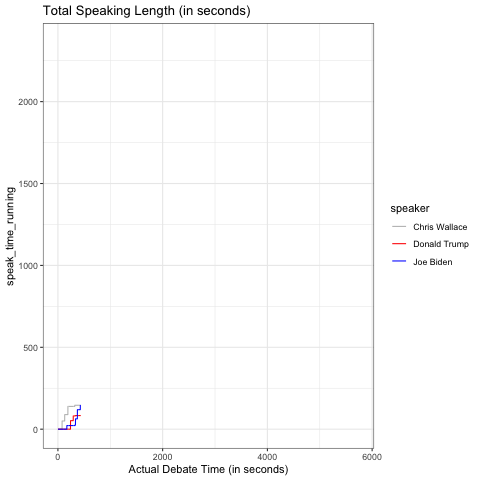 Total Speaking Length (in seconds)
speak_time_running
2000
1500
1000
500
0
0
2000
4000
6000
Actual Debate Time (in seconds)
speaker
Chris Wallace
Donald Trump
Joe Biden